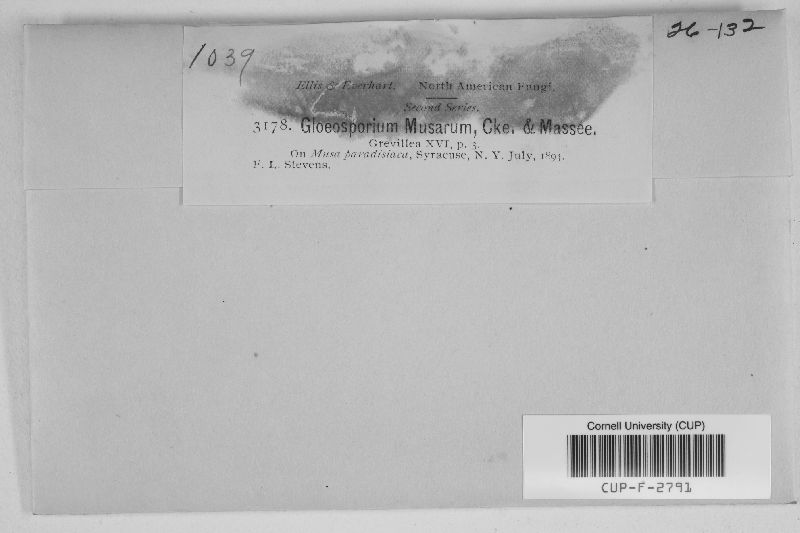 1039
26-132
Ellis & Everhart. North American Fungi.
Second Series.
3178. Gloeosporium Musarum, Cke. & Massee.
Grevillea XVI, p. 3.
On Musa paradisiaca, Syracuse, N. Y. July, 1893.
F. L. Stevens.
Cornell University (CUP)
CUP-F-2791